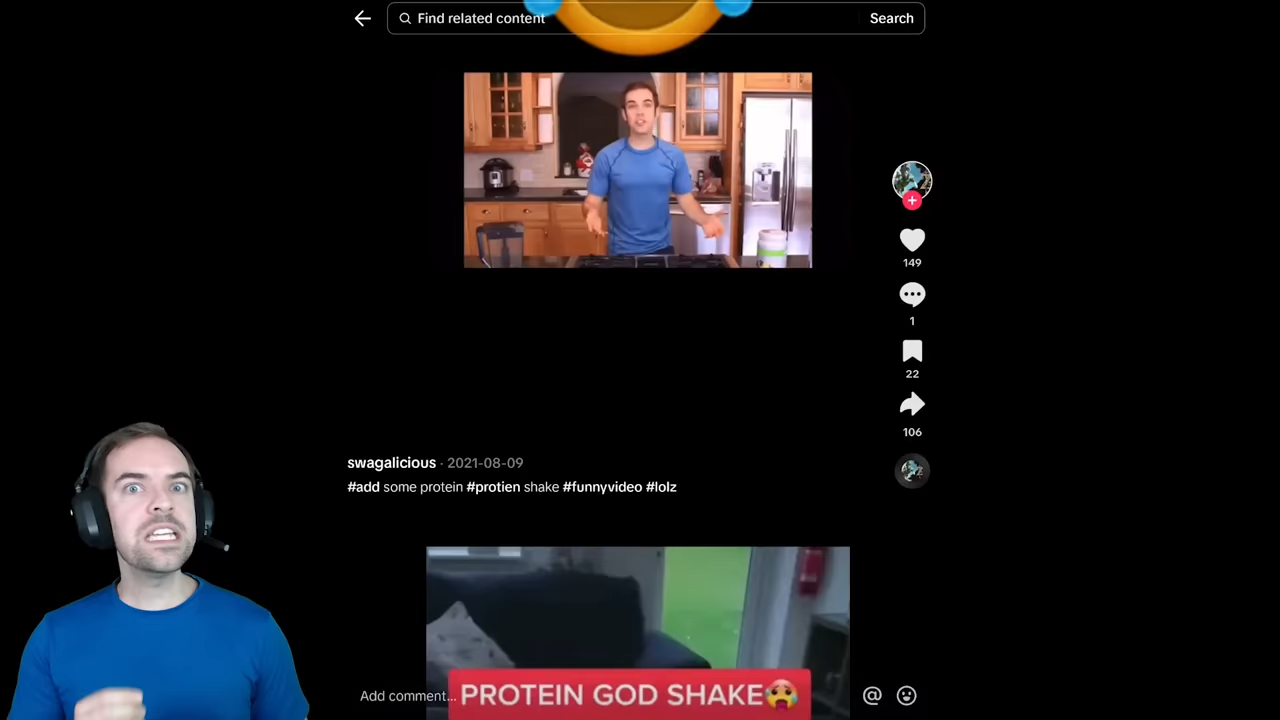 Find related content
Search
149
1
22
106
swagalicious · 2021-08-09
#add some protein #protien shake #funnyvideo #lolz
Add comment...
PROTEIN GOD SHAKE🥵
@